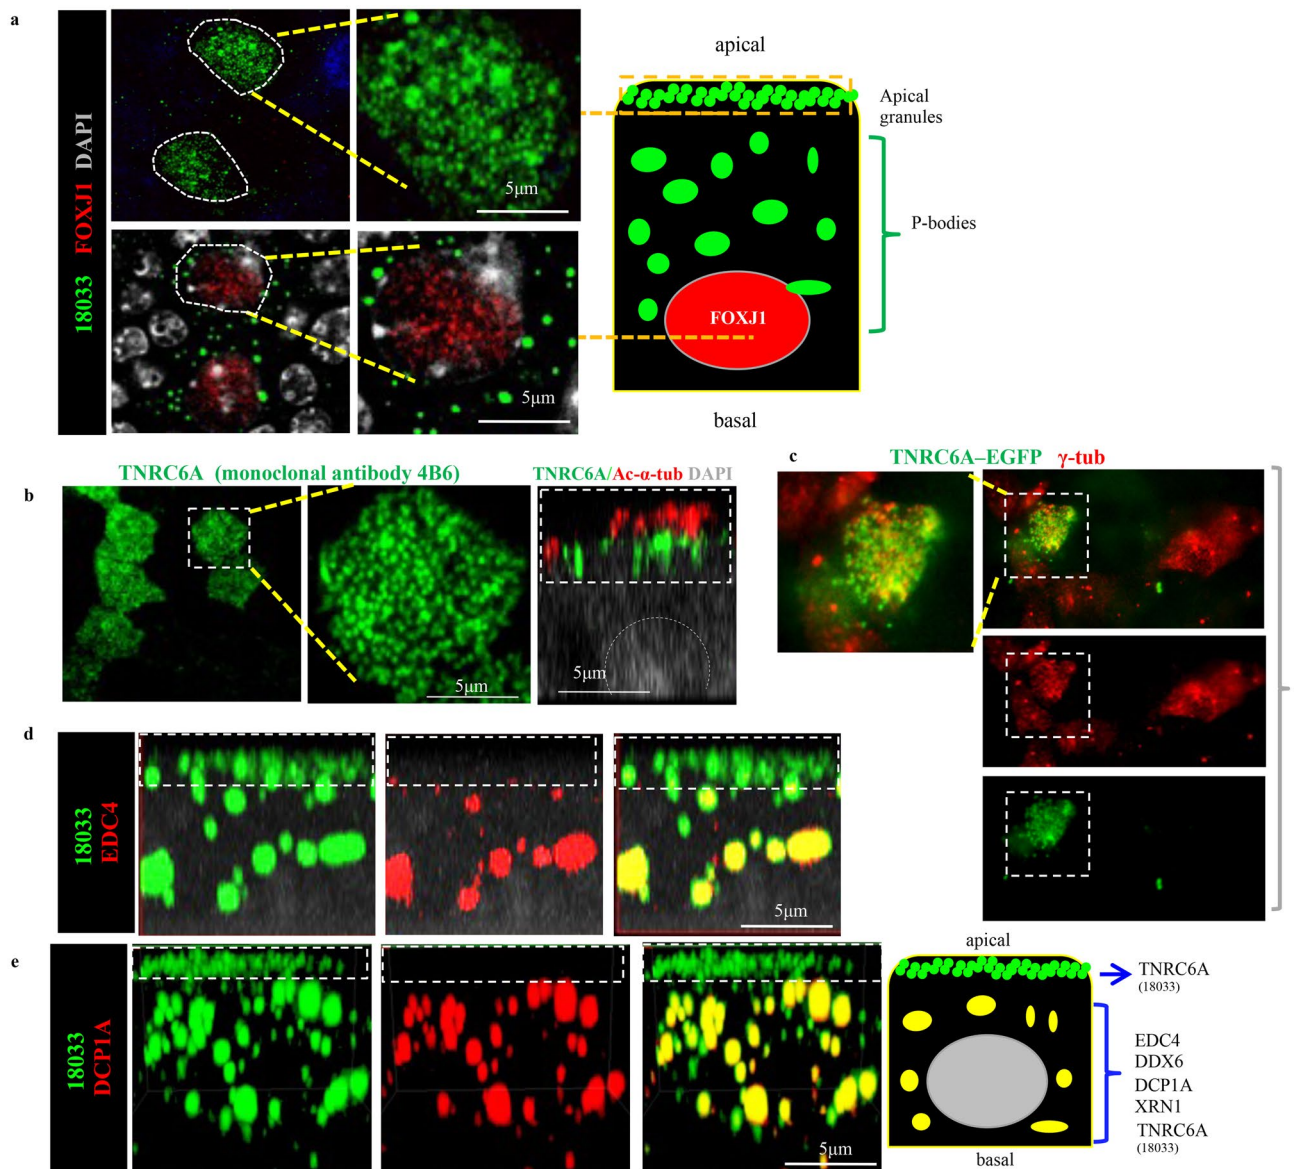 a
18033 FOXJ1 DAPI
5μm
5μm
apical
Apical
granules
P-bodies
FOXJ1
basal
b
TNRC6A (monoclonal antibody 4B6)
5μm
TNRC6A/Ac-α-tub DAPI
5μm
c
TNRC6A–EGFP γ-tub
d
18033
EDC4
5μm
e
18033
DCP1A
5μm
apical
TNRC6A
(18033)
EDC4
DDX6
DCP1A
XRN1
TNRC6A
(18033)
basal